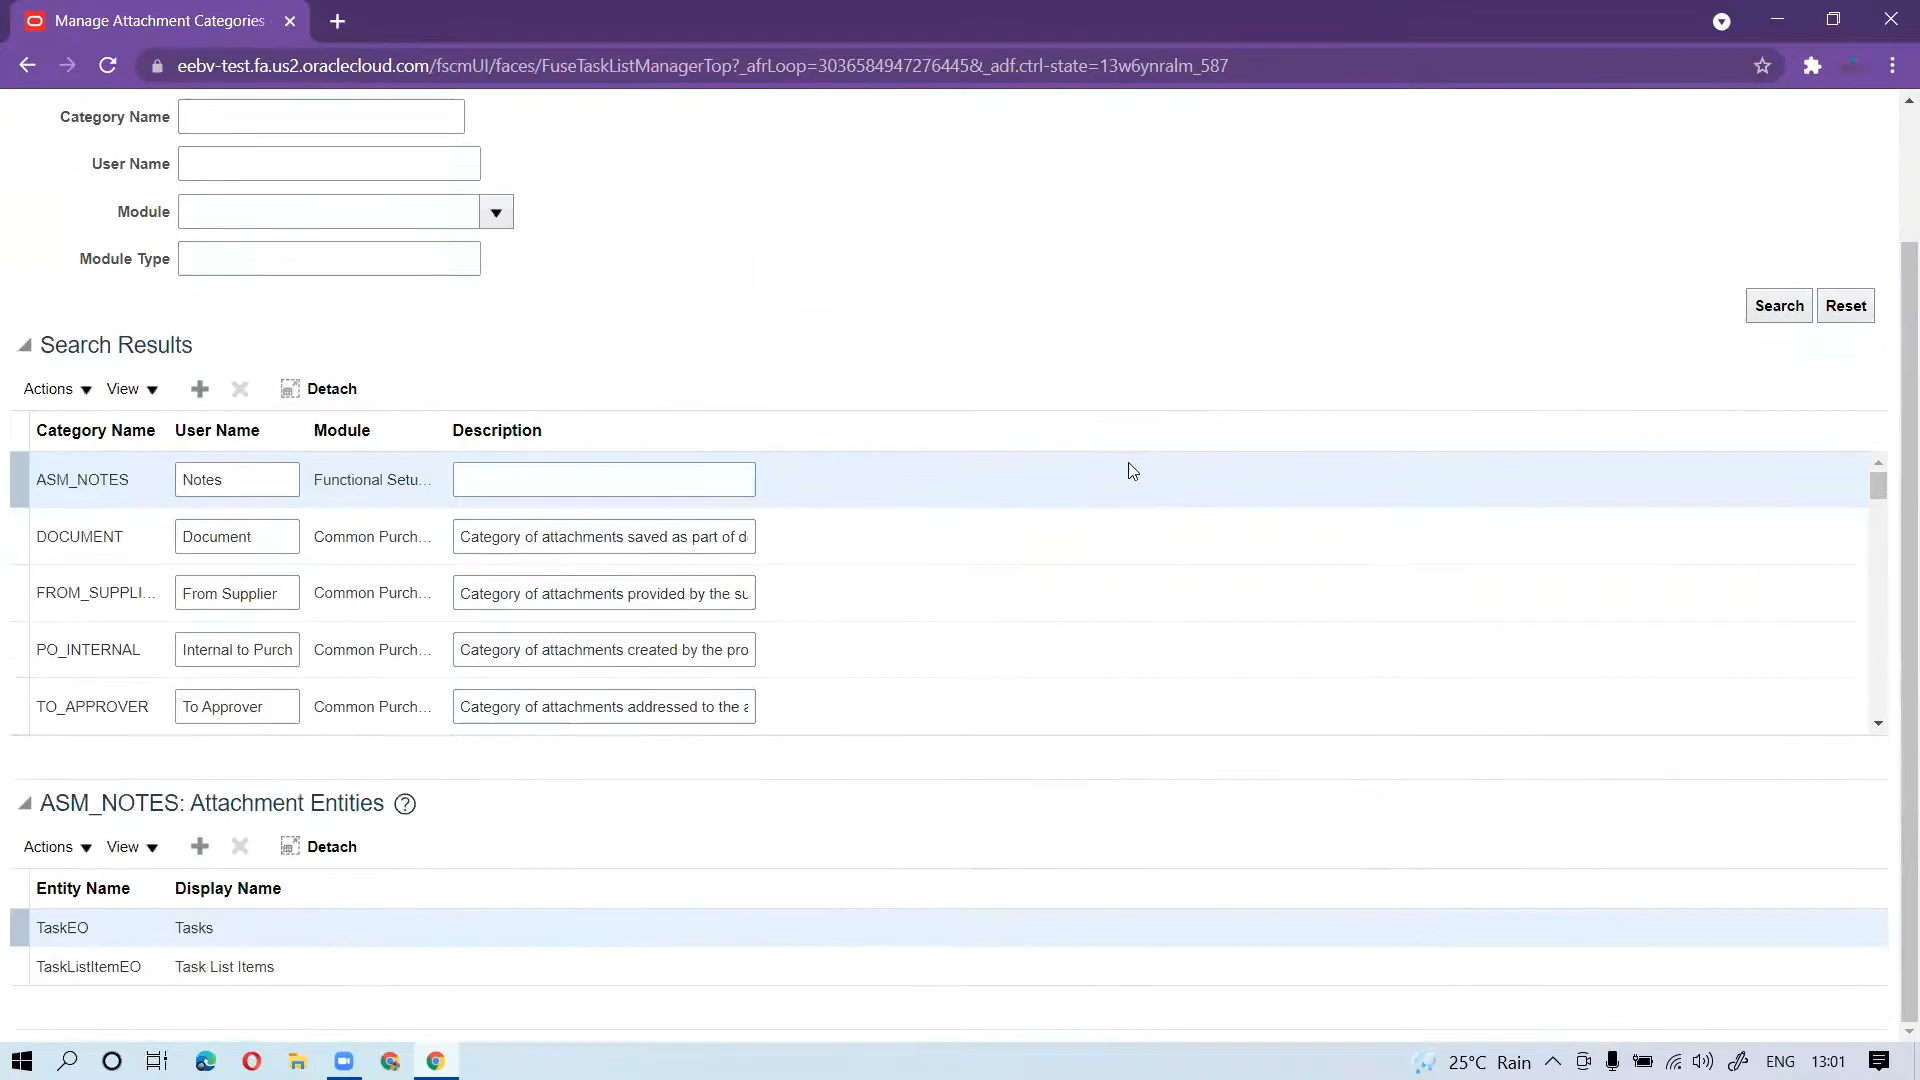 Manage Attachment Categories
eebv-test.fa.us2.oraclecloud.com/fscmUI/faces/FuseTaskListManagerTop?_afrLoop=3036584947276445&_adf.ctrl-state=13w6ynralm_587
Category Name
User Name
Module
Module Type
Search Reset
Search Results
Actions View Detach
Category Name User Name Module Description
ASM_NOTES Notes Functional Setu...
DOCUMENT Document Common Purch... Category of attachments saved as part of d
FROM_SUPPLI... From Supplier Common Purch... Category of attachments provided by the su
PO_INTERNAL Internal to Purch Common Purch... Category of attachments created by the pro
TO_APPROVER To Approver Common Purch... Category of attachments addressed to the a
ASM_NOTES: Attachment Entities ?
Actions View Detach
Entity Name Display Name
TaskEO Tasks
TaskListItemEO Task List Items
25°C Rain ENG 13:01